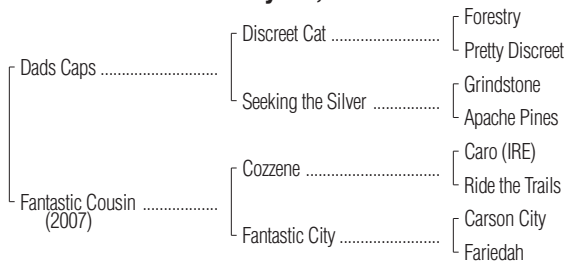 Forestry
Discreet Cat ......................
Pretty Discreet
Dads Caps ........................
Grindstone
Seeking the Silver ..............
Apache Pines
Caro (IRE)
Cozzene ...........................
Ride the Trails
Fantastic Cousin ...............
(2007)
Carson City
Fantastic City ....................
Fariedah